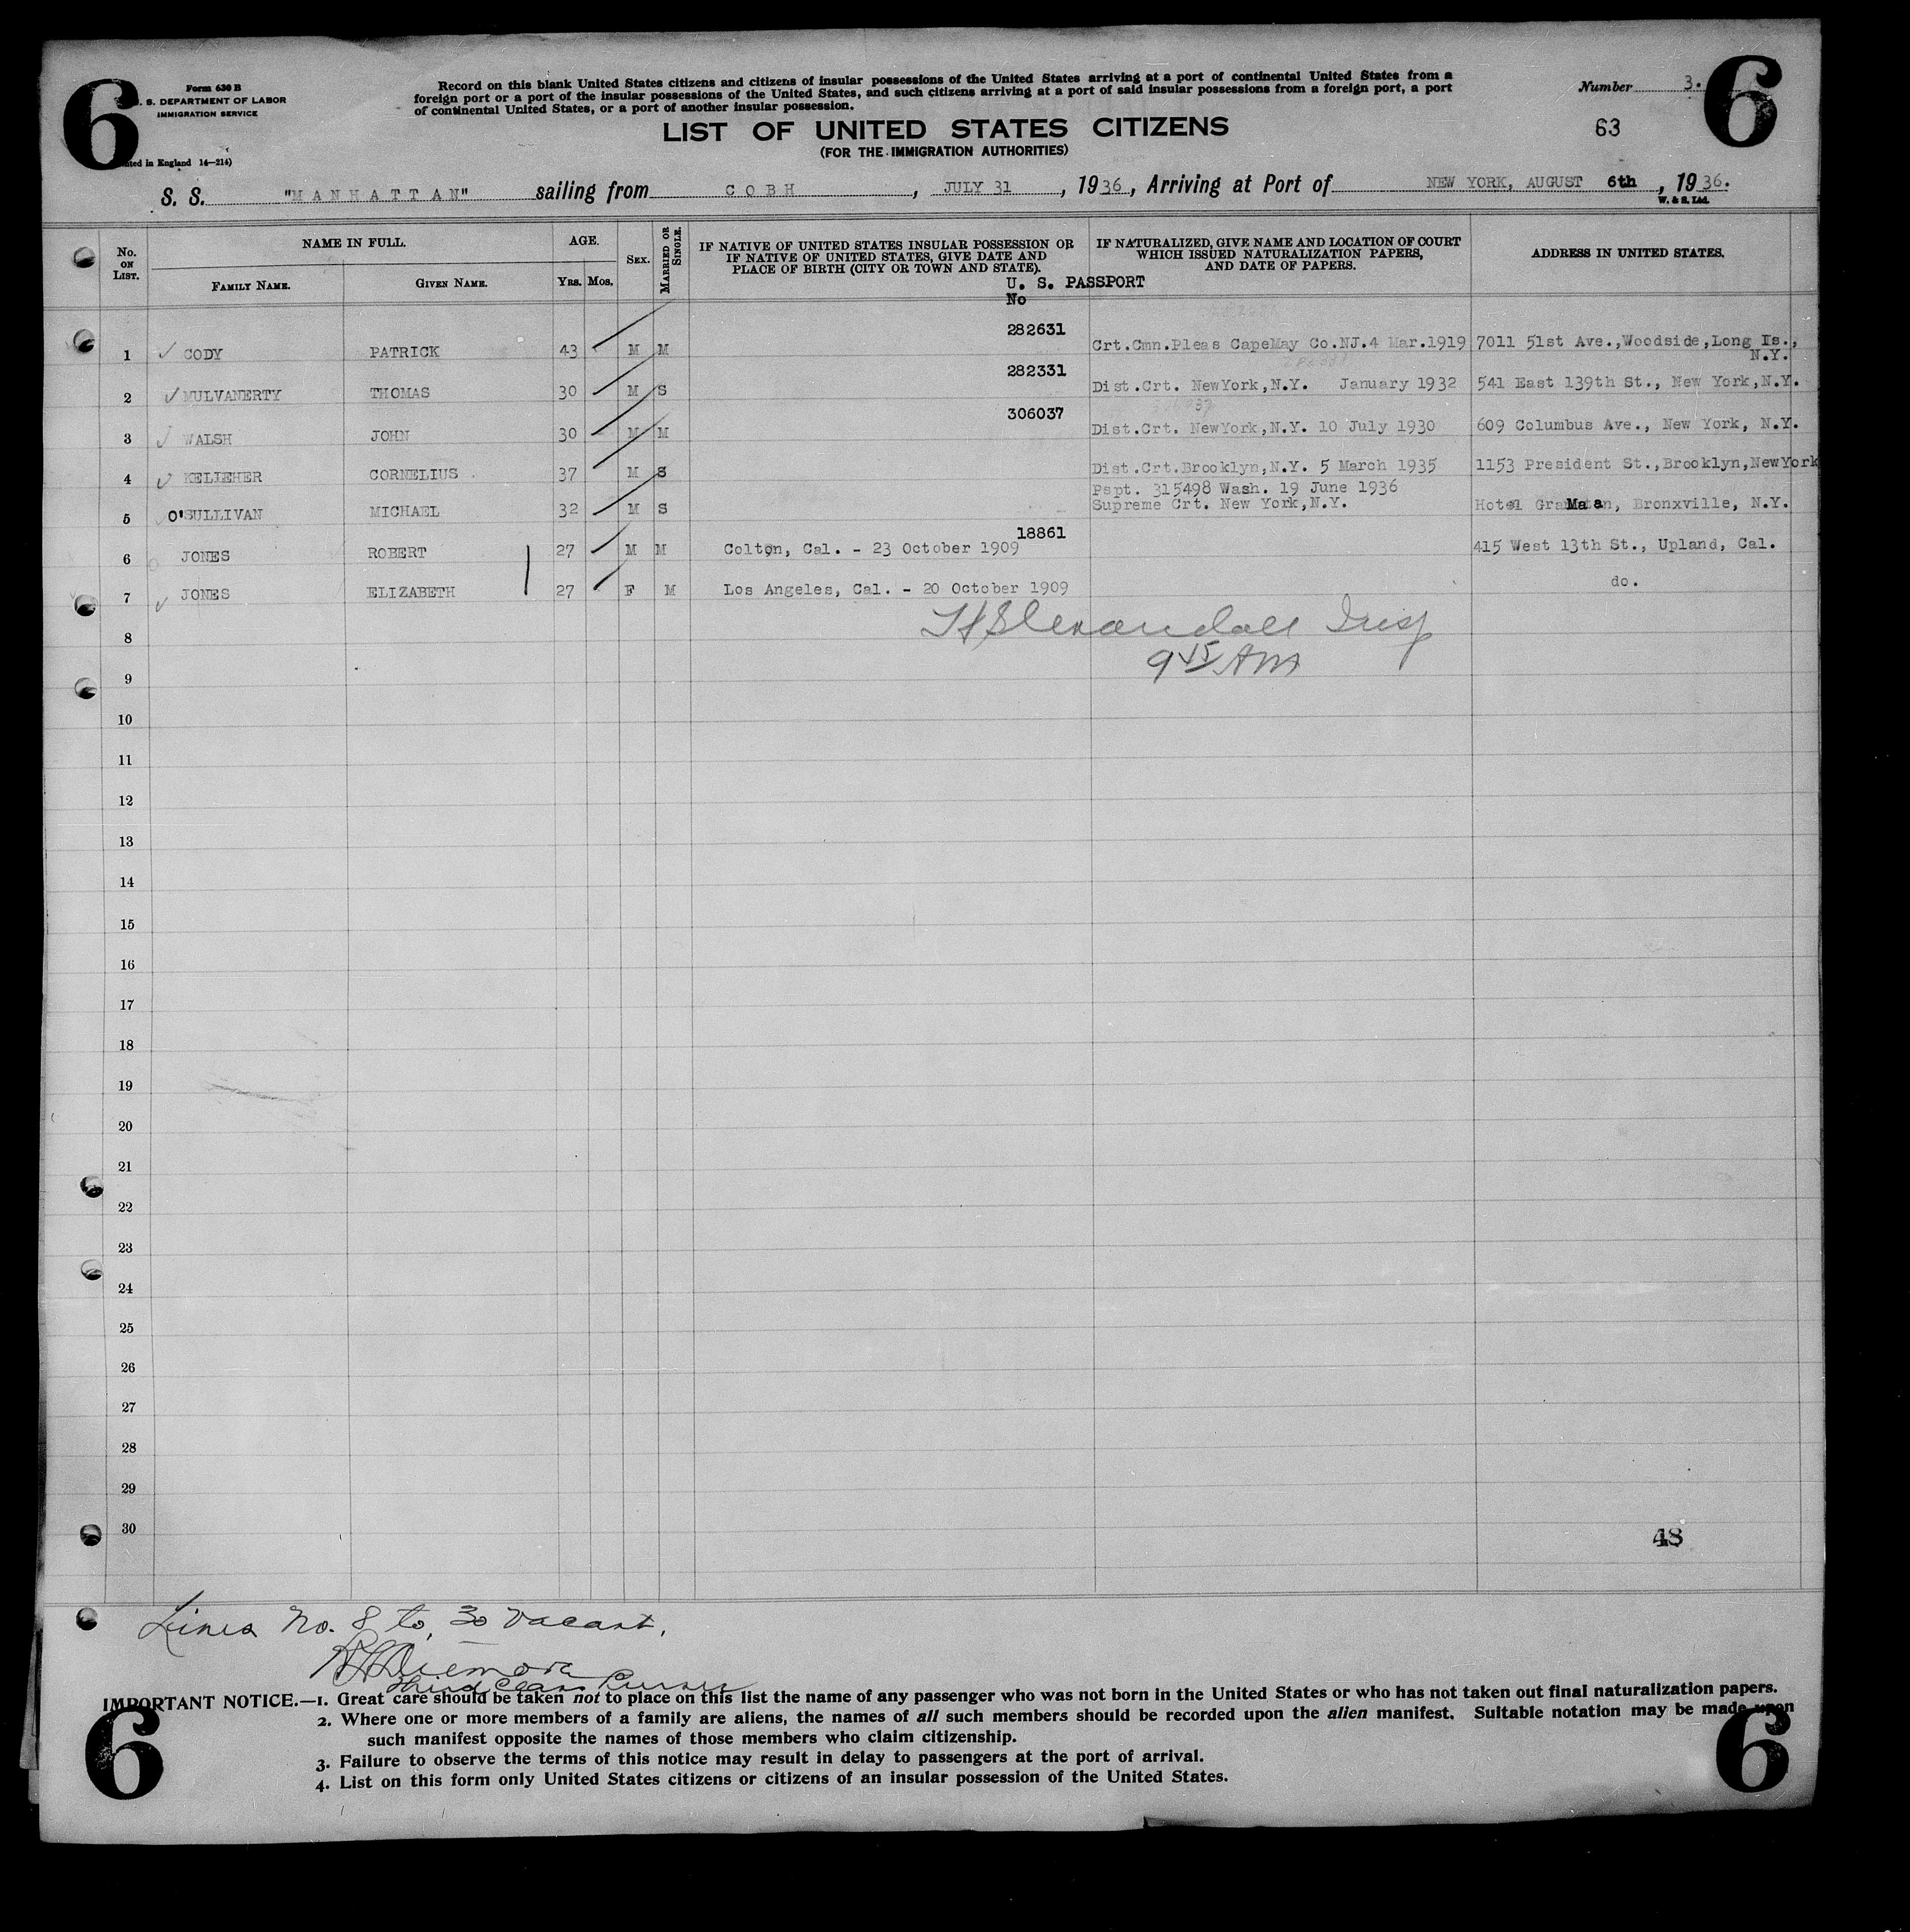 6
Form 630 B
S. DEPARTMENT OF LABOR
IMMIGRATION SERVICE
in England 14—214)
Record on this blank United States citizens and citizens of insular possessions of the United States arriving at a port of continental United States from a
foreign port or a port of the insular possessions of the United States, and such citizens arriving at a port of said insular possessions from a foreign port, a port
of continental United States, or a port of another insular possession.
Number 3.
6
63
LIST OF UNITED STATES CITIZENS
(FOR THE IMMIGRATION AUTHORITIES)
S. S. "MANHATTAN" sailing from COBH, JULY 31, 1936, Arriving at Port of NEW YORK, AUGUST 6th, 1936.
W. & S. Ltd.
No. ON LIST. NAME IN FULL. FAMILY NAME. GIVEN NAME. AGE. Yrs. Mos. SEX. MARRIED OR SINGLE. IF NATIVE OF UNITED STATES INSULAR POSSESSION OR IF NATIVE OF UNITED STATES, GIVE DATE AND PLACE OF BIRTH (CITY OR TOWN AND STATE). IF NATURALIZED, GIVE NAME AND LOCATION OF COURT WHICH ISSUED NATURALIZATION PAPERS, AND DATE OF PAPERS. ADDRESS IN UNITED STATES.
U. S. PASSPORT
No
1 CODY PATRICK 43 M M 282631 Crt.Cmn.Pleas CapeMay Co.NJ.4 Mar.1919 7011 51st Ave.,Woodside,Long Is.,
N.Y.
2 MULVANERTY THOMAS 30 M S 282331 Dist.Crt. NewYork,N.Y. January 1932 541 East 139th St., New York,N.Y.
3 WALSH JOHN 30 M M 306037 Dist.Crt. NewYork,N.Y. 10 July 1930 609 Columbus Ave., New York, N.Y.
4 KELIEHER CORNELIUS 37 M S Dist.Crt.Brooklyn,N.Y. 5 March 1935 1153 President St.,Brooklyn,NewYork
Pspt. 315498 Wash. 19 June 1936
5 O'SULLIVAN MICHAEL 32 M S Supreme Crt. New York,N.Y. Hotel Bronxville, N.Y.
6 JONES ROBERT 27 M M Colton, Cal. - 23 October 1909 18861 415 West 13th St., Upland, Cal.
7 JONES ELIZABETH 27 F M Los Angeles, Cal. - 20 October 1909 do.
8 Insp
9 9 45 AM
10
11
12
13
14
15
16
17
18
19
20
21
22
23
24
25
26
27
28
29
30
48
Lines No. 8 to 30 Vacant.
Third Class Purser
IMPORTANT NOTICE.—1. Great care should be taken not to place on this list the name of any passenger who was not born in the United States or who has not taken out final naturalization papers.
2. Where one or more members of a family are aliens, the names of all such members should be recorded upon the alien manifest. Suitable notation may be made upon
such manifest opposite the names of those members who claim citizenship.
3. Failure to observe the terms of this notice may result in delay to passengers at the port of arrival.
4. List on this form only United States citizens or citizens of an insular possession of the United States.
6
6